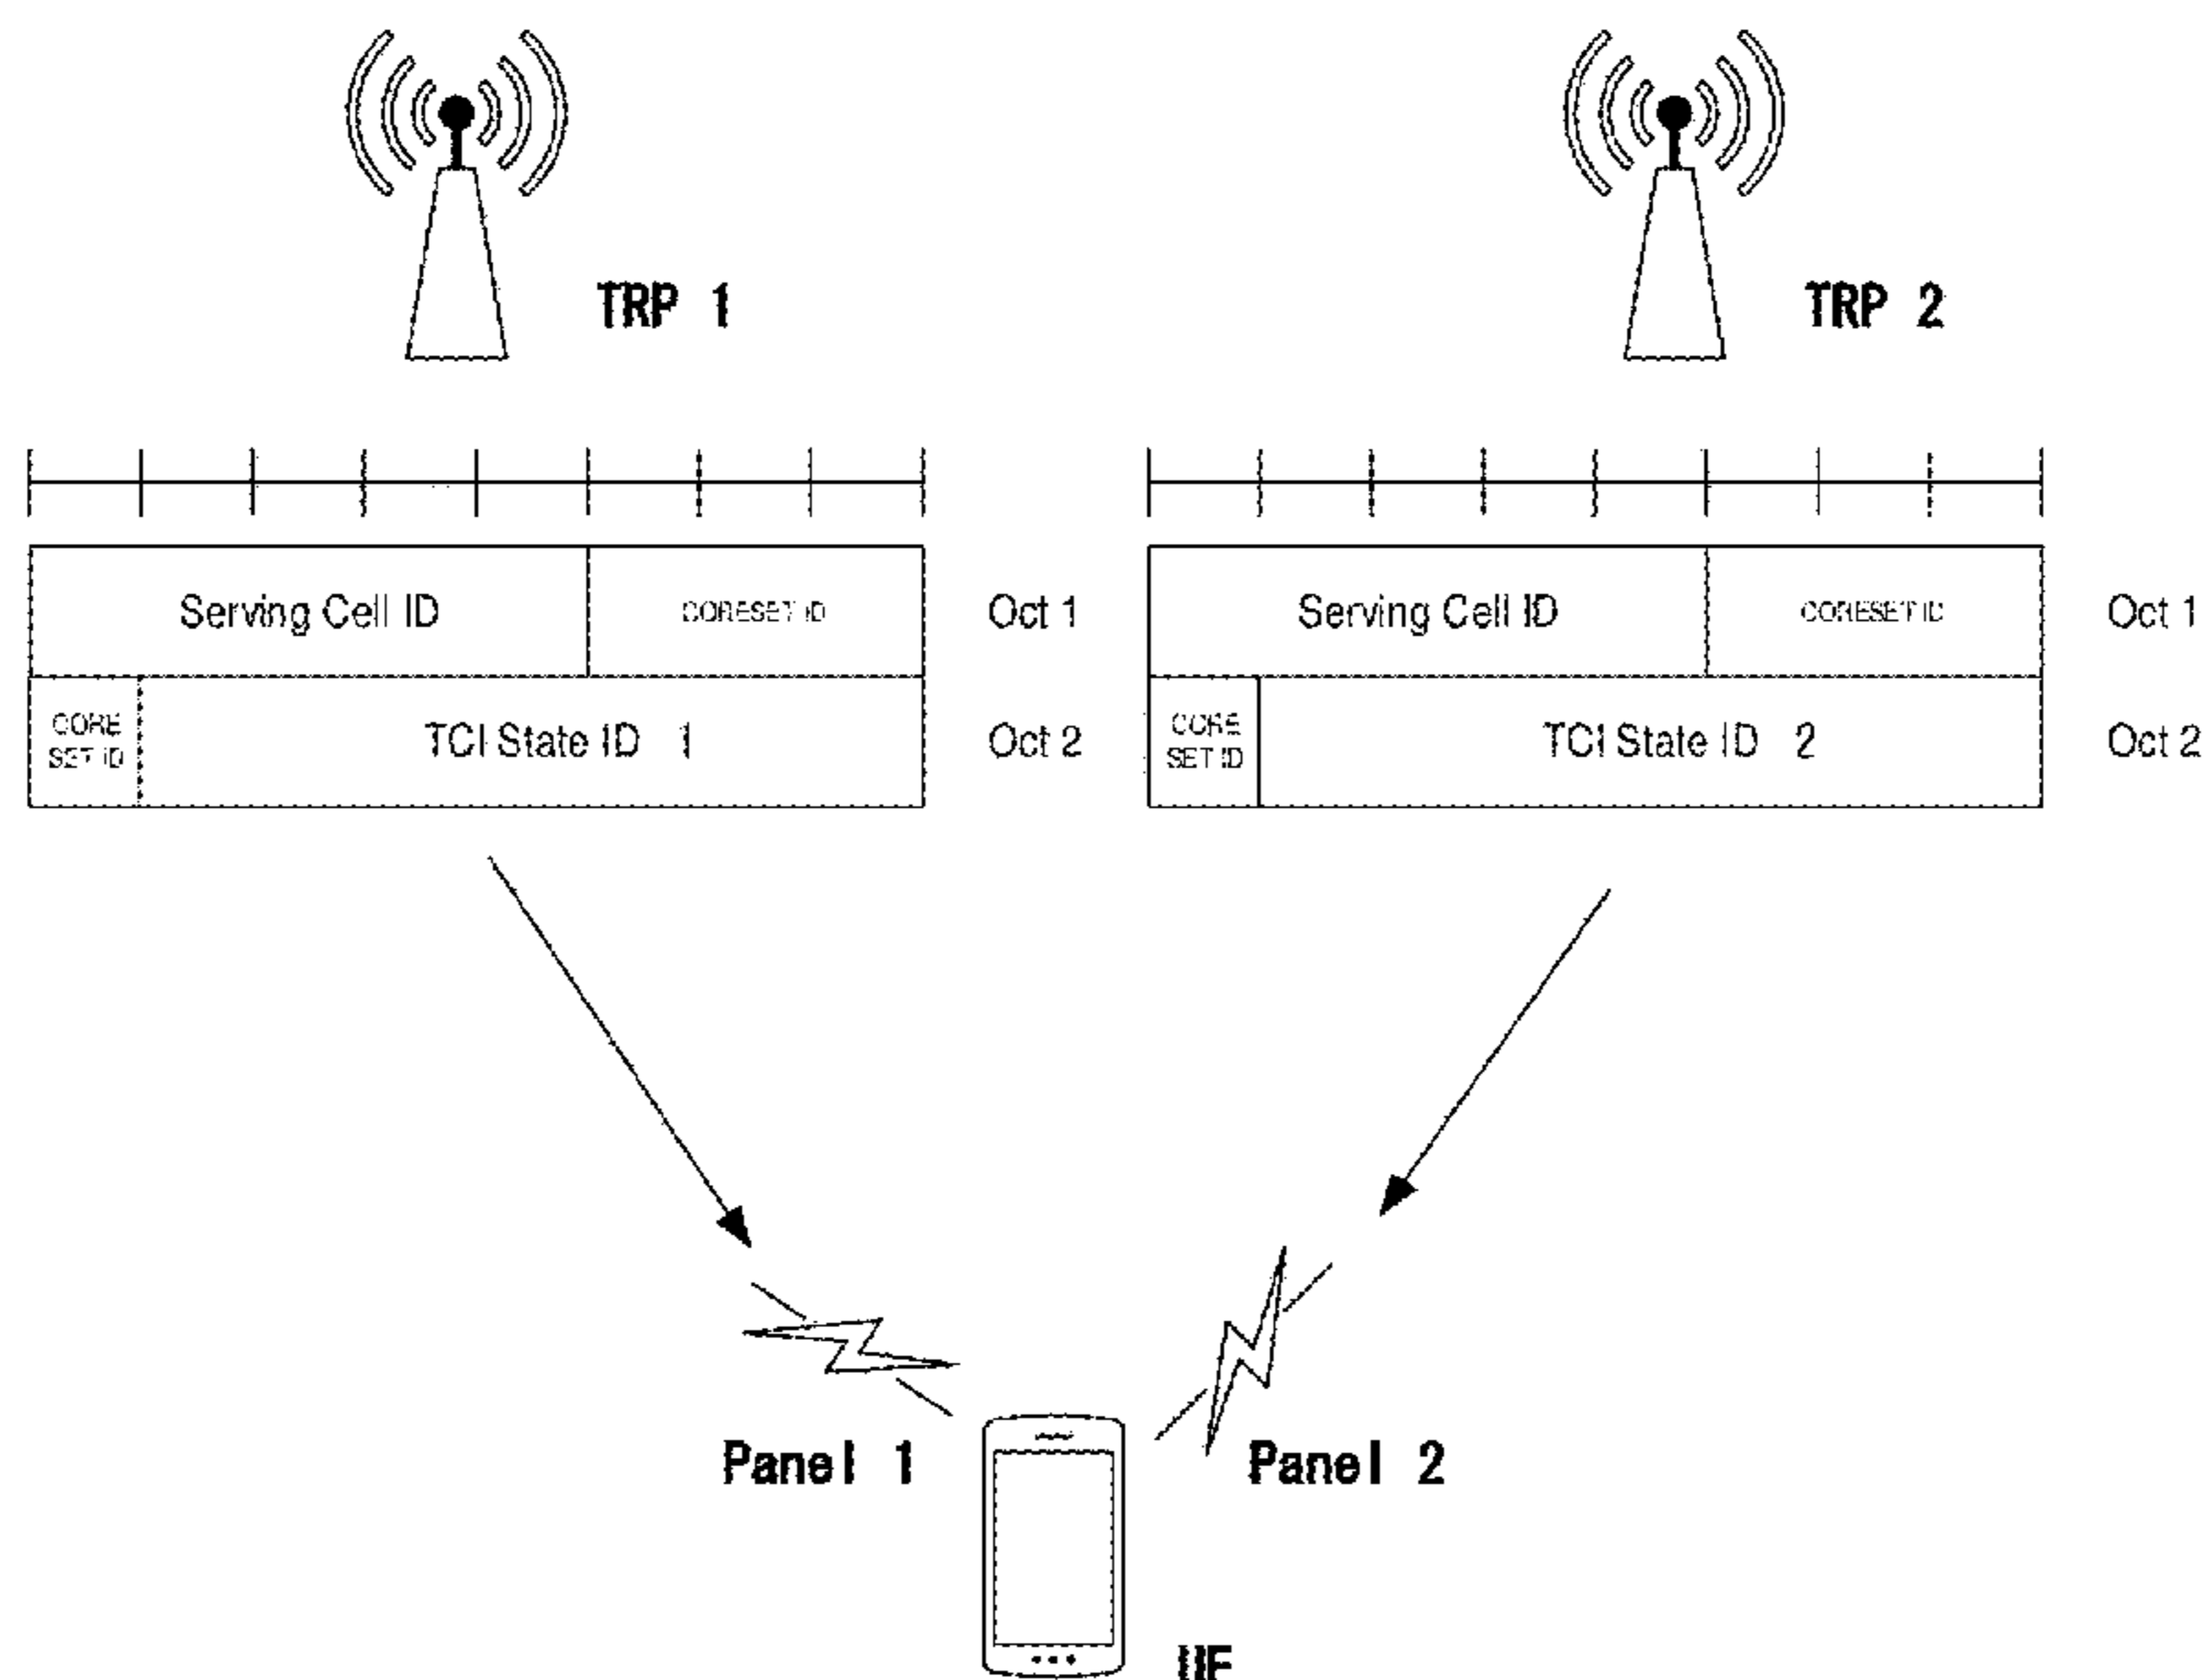 TRP 1
TRP 2
Serving Cell ID
CORESET ID
Oct 1
Serving Cell ID
CORESET ID
Oct 1
CORE
SET ID
TCI State ID 1
Oct 2
CORE
SET ID
TCI State ID 2
Oct 2
Panel 1
Panel 2
UE